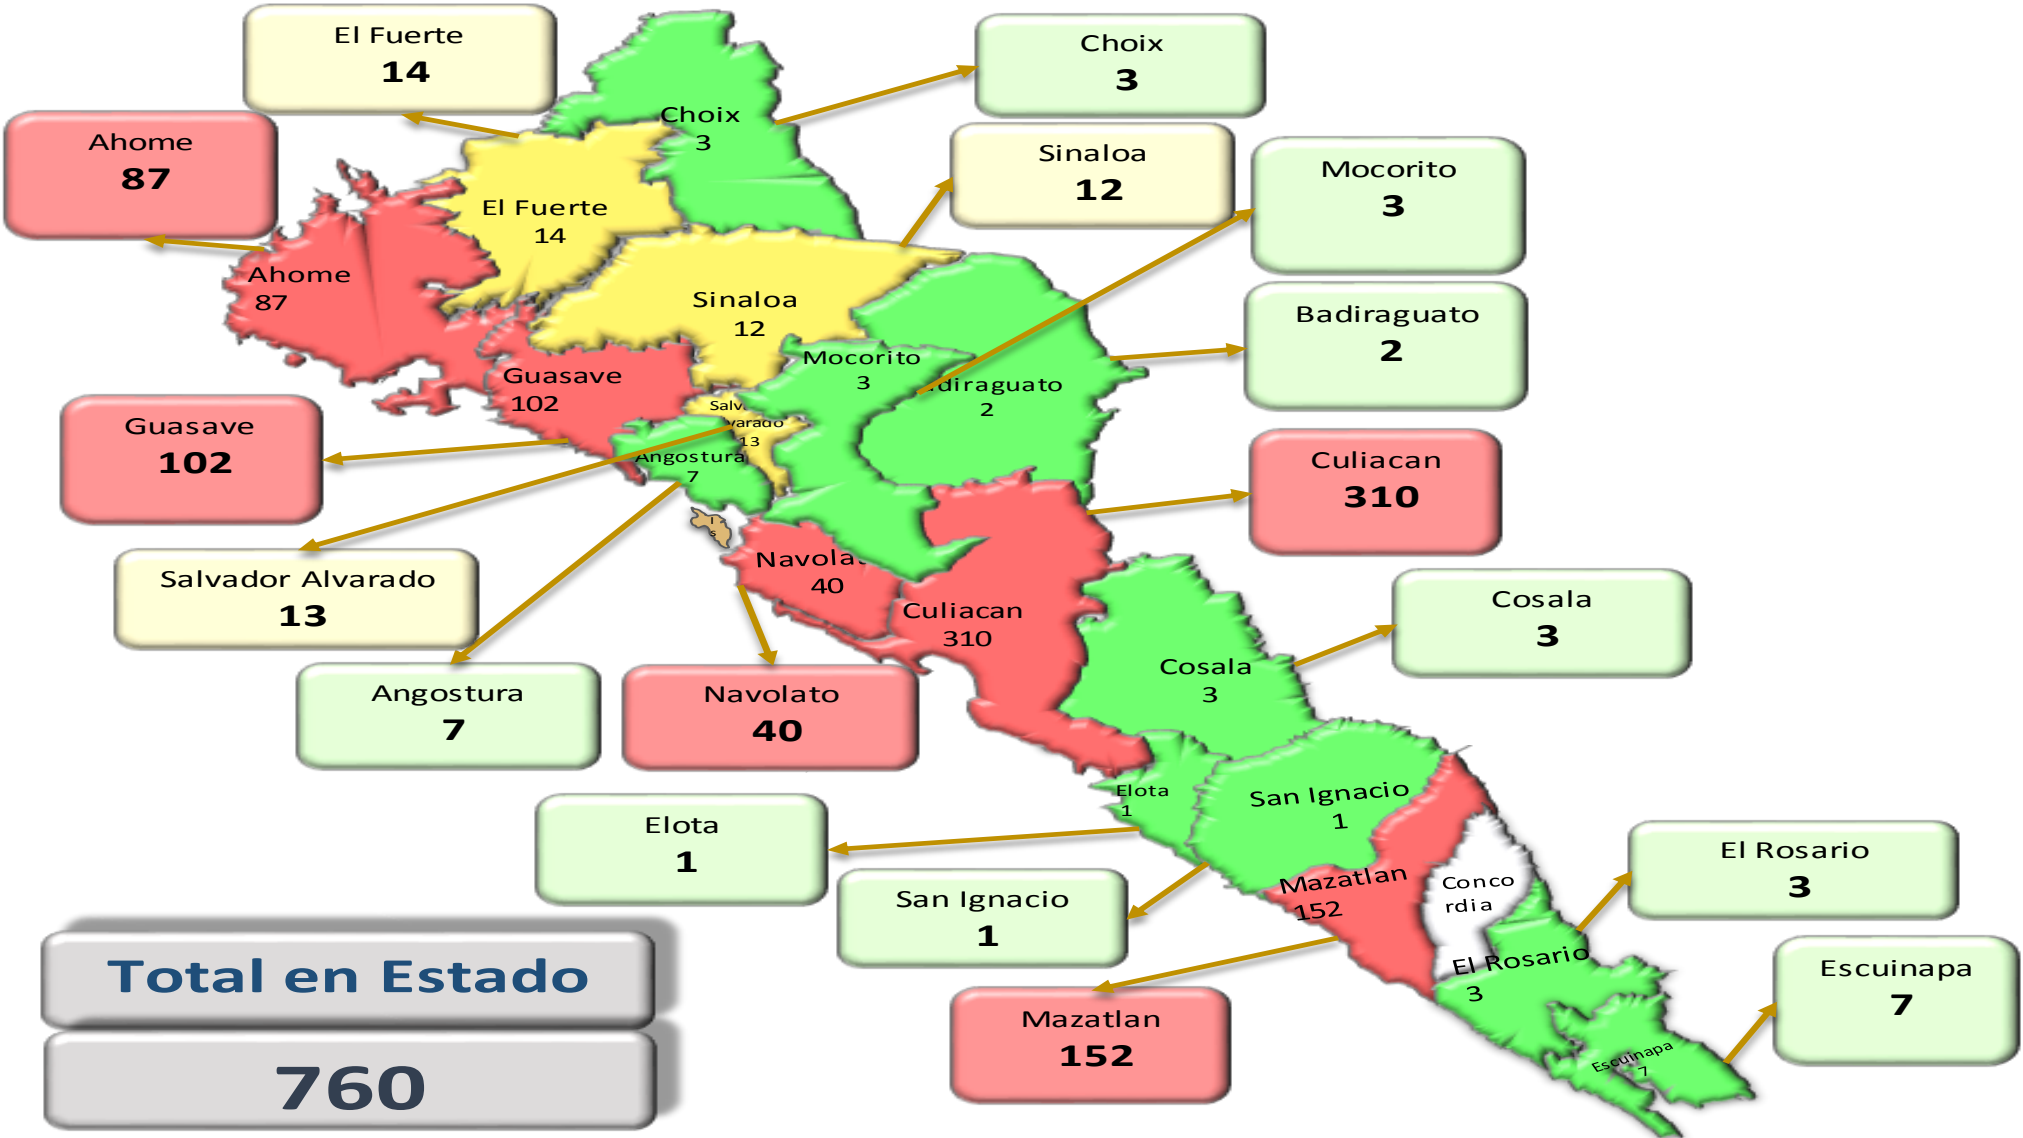 El Fuerte
14
Choix
3
Ahome
87
Sinaloa
12
Mocorito
3
Badiraguato
2
Guasave
102
Culiacan
310
Salvador Alvarado
13
Cosala
3
Angostura
7
Navolato
40
Elota
1
San Ignacio
1
El Rosario
3
Mazatlan
152
Escuinapa
7
Choix
3
El Fuerte
14
Ahome
87
Sinaloa
12
Mocorito
3
diraguato
2
Guasave
102
Salv
varado
13
Angostura
7
Navola
40
Culiacan
310
Cosala
3
Elota
1
San Ignacio
1
Mazatlan
152
Conco
rdia
El Rosario
3
Escuinapa
7
Total en Estado
760